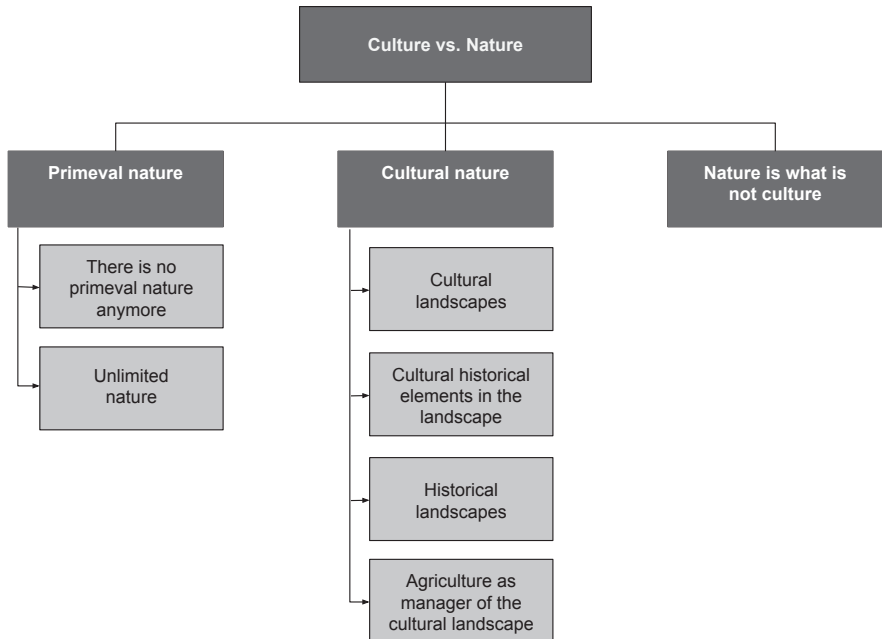 Culture vs. Nature
Primeval nature
There is no
primeval nature
anymore
Unlimited
nature
Cultural nature
Cultural
landscapes
Cultural historical
elements in the
landscape
Historical
landscapes
Agriculture as
manager of the
cultural landscape
Nature is what is
not culture